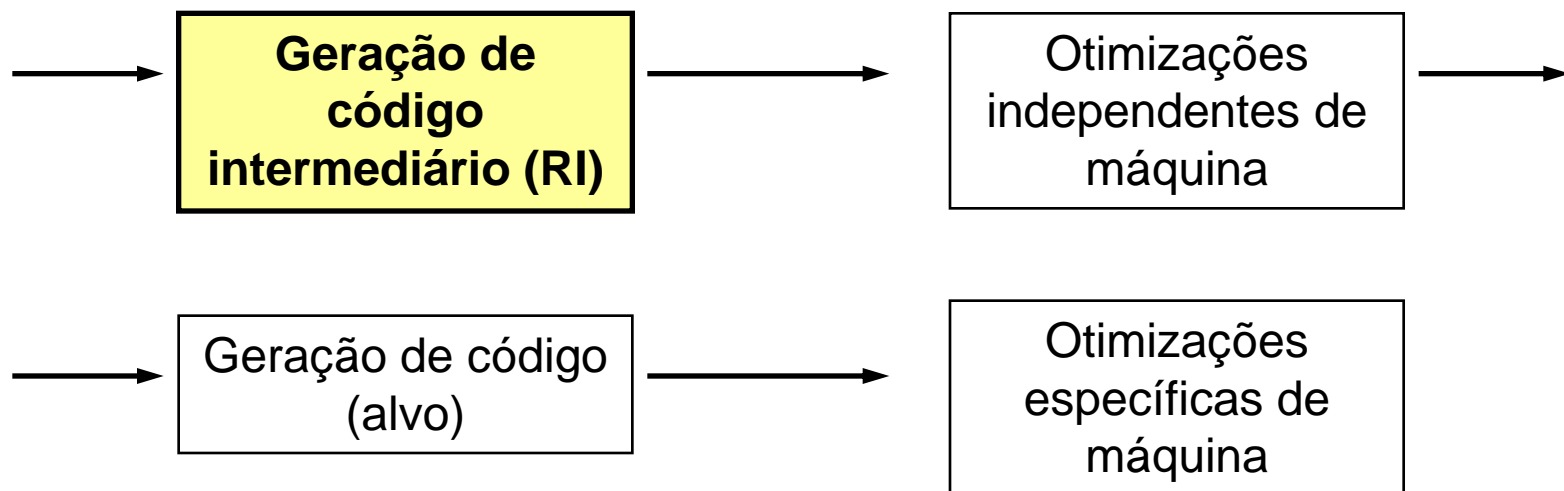 Geração de
código
intermediário (RI)
Otimizações
independentes de
máquina
Geração de código
(alvo)
Otimizações
específicas de
máquina